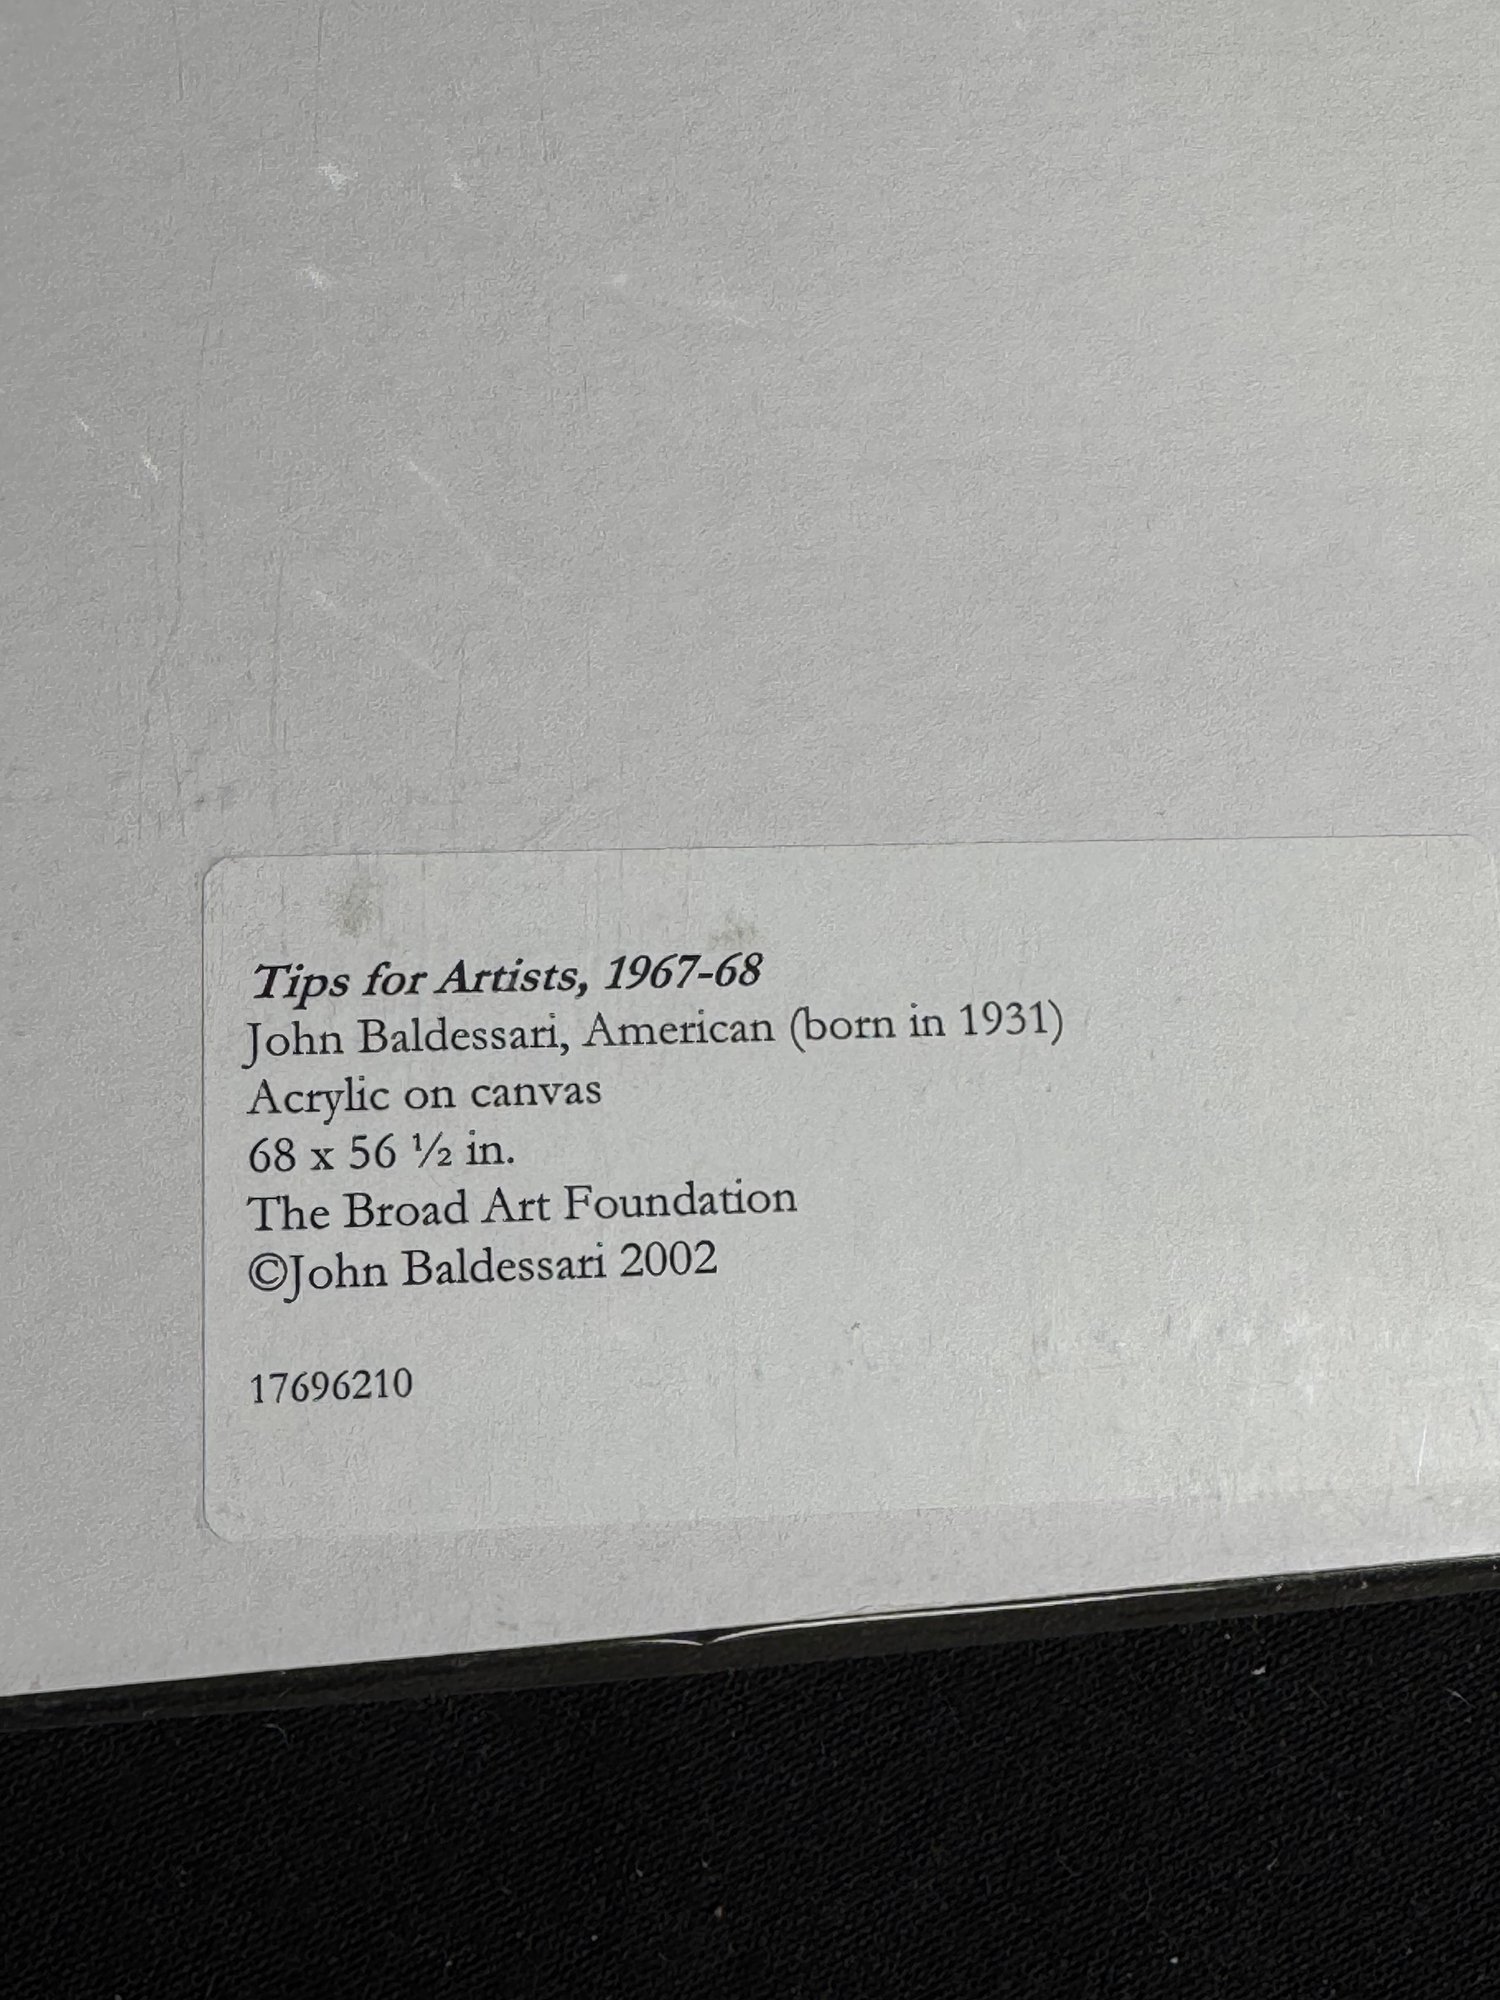 Tips for Artists, 1967-68
John Baldessari, American (born in 1931)
Acrylic on canvas
68 x 56 ½ in.
The Broad Art Foundation
©John Baldessari 2002
17696210